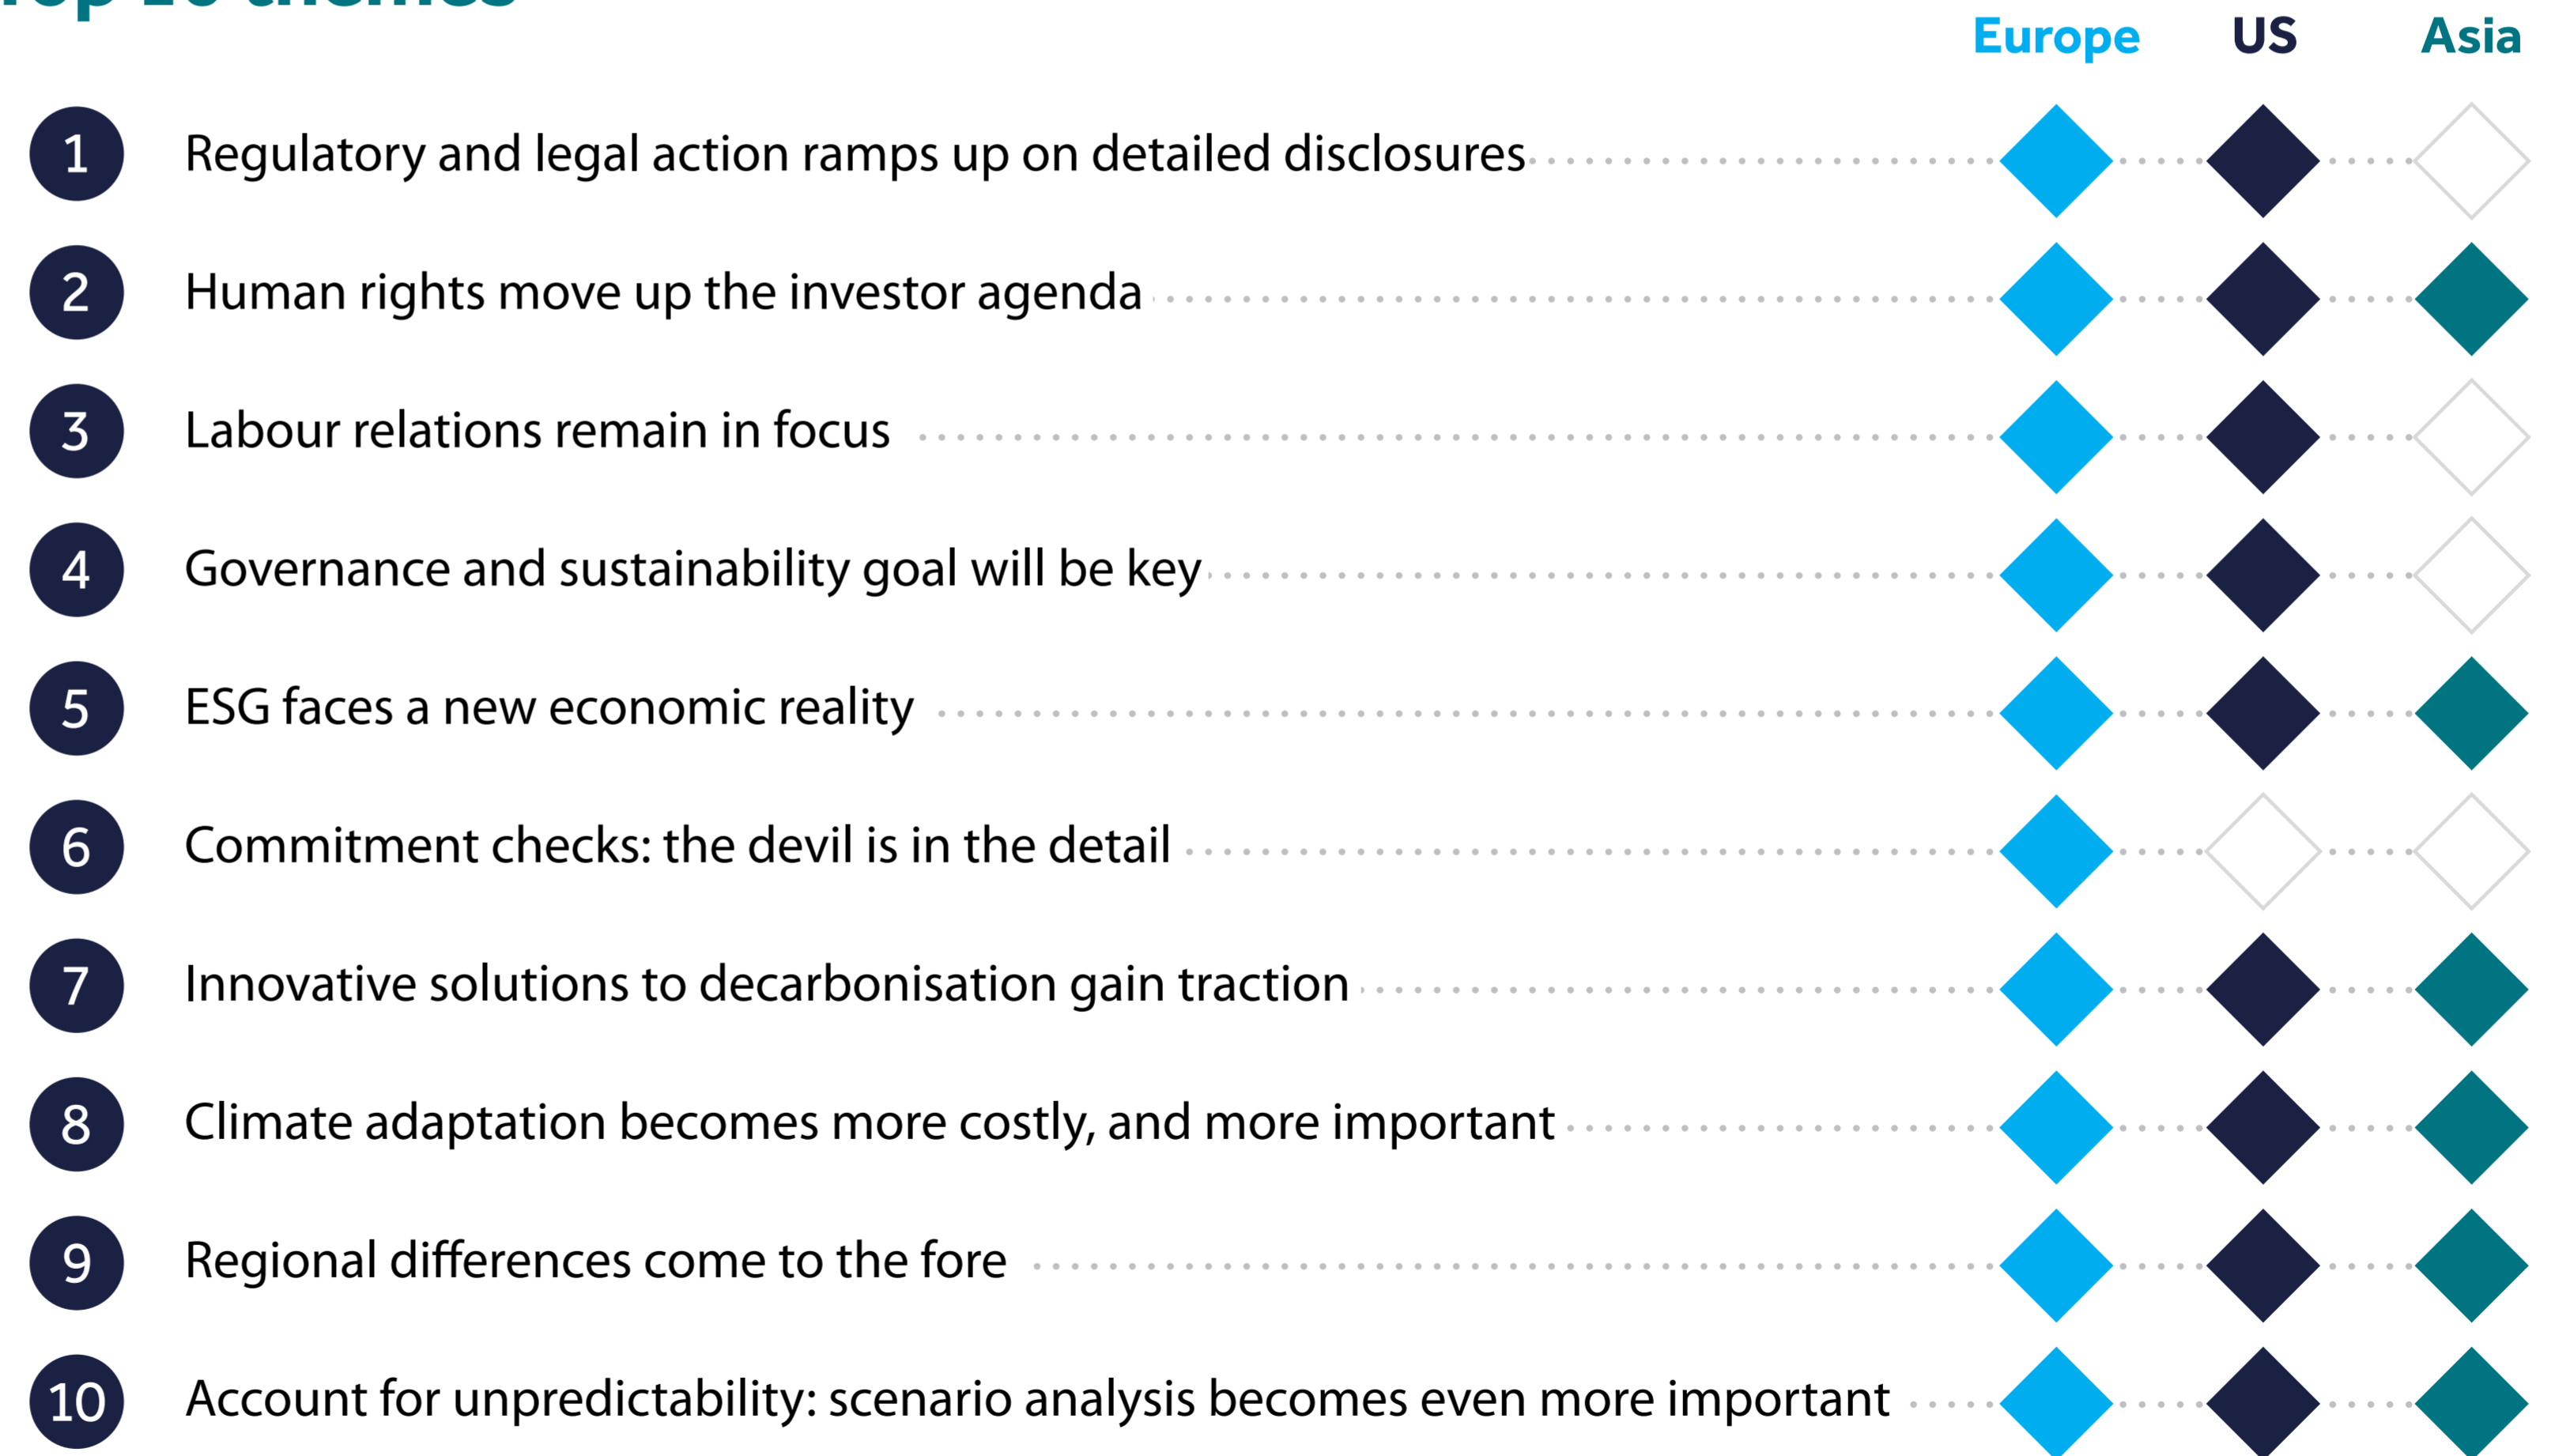 Top 10 themes
Europe US Asia
1 Regulatory and legal action ramps up on detailed disclosures
2 Human rights move up the investor agenda
3 Labour relations remain in focus
4 Governance and sustainability goal will be key
5 ESG faces a new economic reality
6 Commitment checks: the devil is in the detail
7 Innovative solutions to decarbonisation gain traction
8 Climate adaptation becomes more costly, and more important
9 Regional differences come to the fore
10 Account for unpredictability: scenario analysis becomes even more important